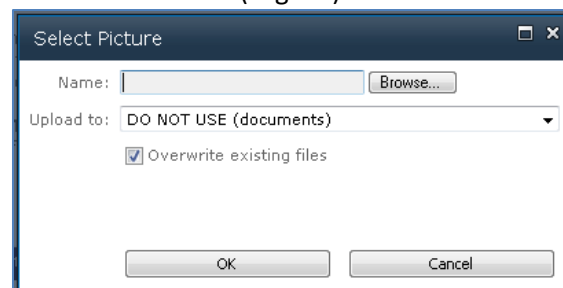 Select Picture
Name: Browse...
Upload to: DO NOT USE (documents)
Overwrite existing files
OK Cancel